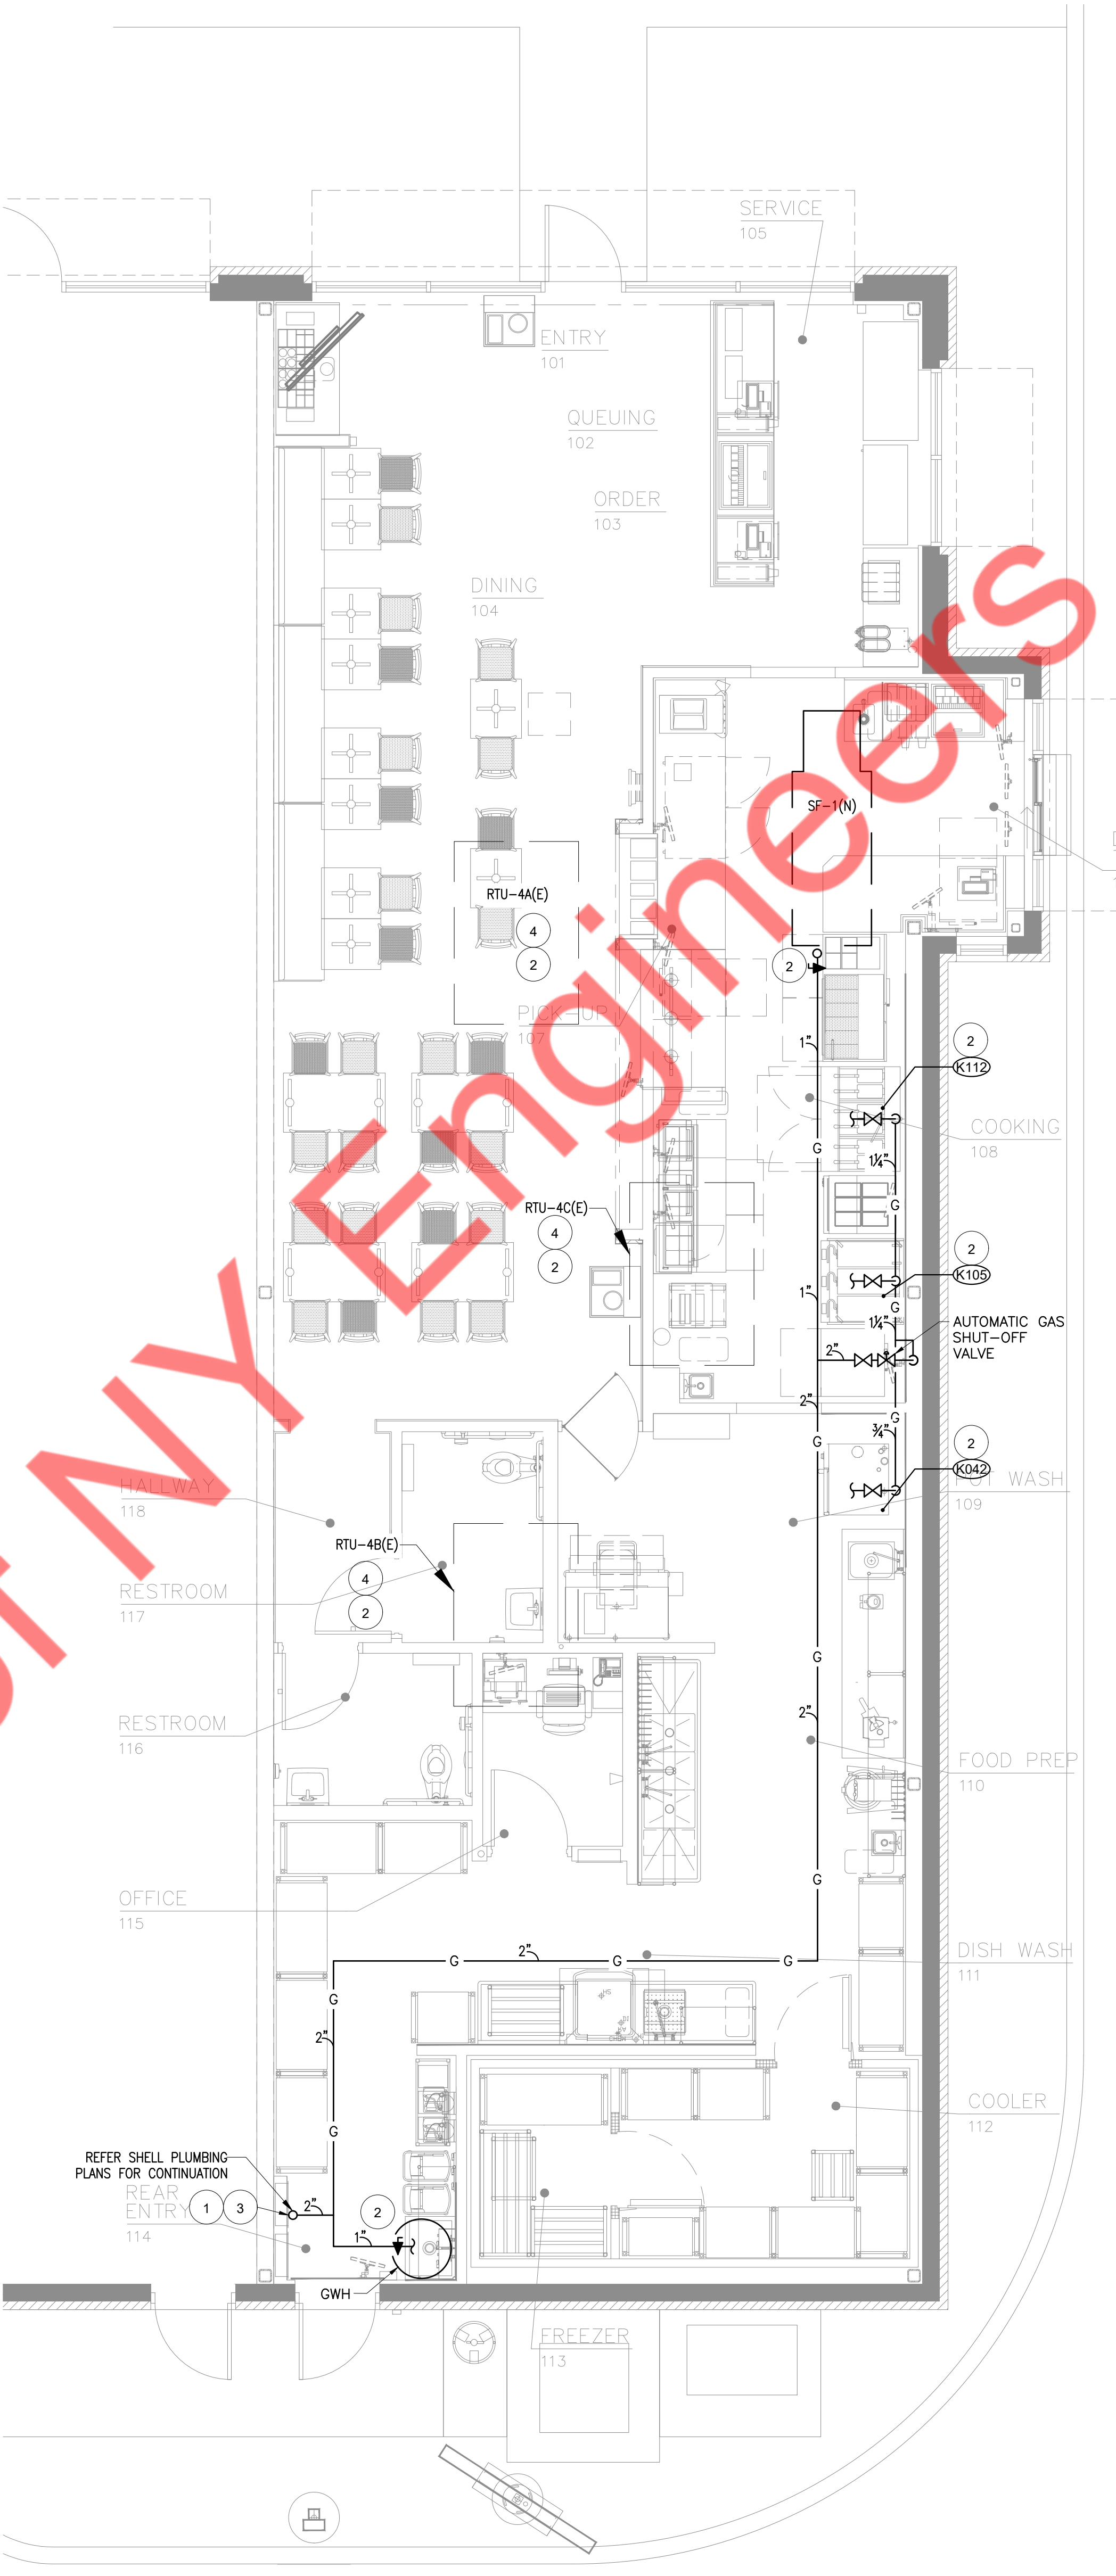 SERVICE
105
ENTRY
101
QUEUING
102
ORDER
103
DINING
104
SF-1(N)
RTU-4A(E)
4
2
2
PICK-UP
107
1"
2
K112
COOKING
108
G
1¼"
G
RTU-4C(E)
4
2
2
K105
1"
G
1¼"
AUTOMATIC GAS
SHUT-OFF
VALVE
2"
2"
G
G
¾"
2
K042
POT WASH
109
HALLWAY
118
RTU-4B(E)
4
2
RESTROOM
117
G
2"
RESTROOM
116
FOOD PREP
110
G
OFFICE
115
G
2"
G
G
DISH WASH
111
G
2"
HS
COOLER
112
G
REFER SHELL PLUMBING
PLANS FOR CONTINUATION
REAR
ENTRY
114
1
3
2"
2
1"
GWH
FREEZER
113
NY Engineers